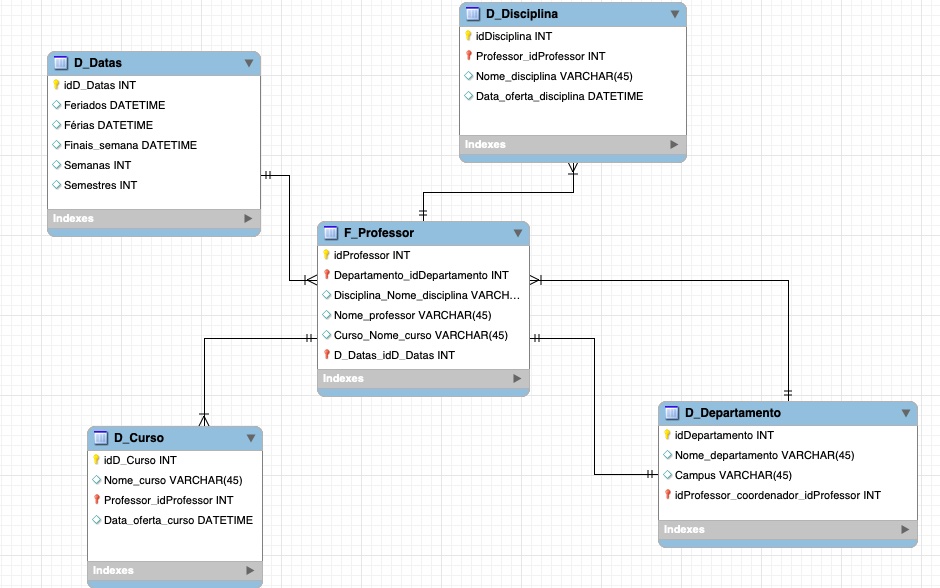 D_Disciplina
idDisciplina INT
Professor_idProfessor INT
Nome_disciplina VARCHAR(45)
Data_oferta_disciplina DATETIME
Indexes
D_Datas
idD_Datas INT
Feriados DATETIME
Férias DATETIME
Finais_semana DATETIME
Semanas INT
Semestres INT
Indexes
F_Professor
idProfessor INT
Departamento_idDepartamento INT
Disciplina_Nome_disciplina VARCH...
Nome_professor VARCHAR(45)
Curso_Nome_curso VARCHAR(45)
D_Datas_idD_Datas INT
Indexes
D_Curso
idD_Curso INT
Nome_curso VARCHAR(45)
Professor_idProfessor INT
Data_oferta_curso DATETIME
Indexes
D_Departamento
idDepartamento INT
Nome_departamento VARCHAR(45)
Campus VARCHAR(45)
idProfessor_coordenador_idProfessor INT
Indexes